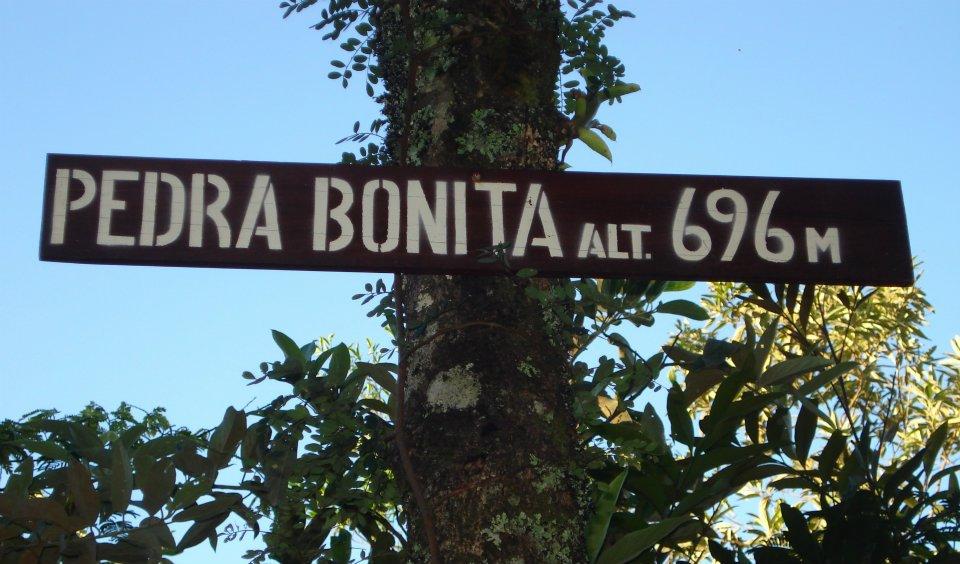 PEDRA BONITA ALT. 696 M